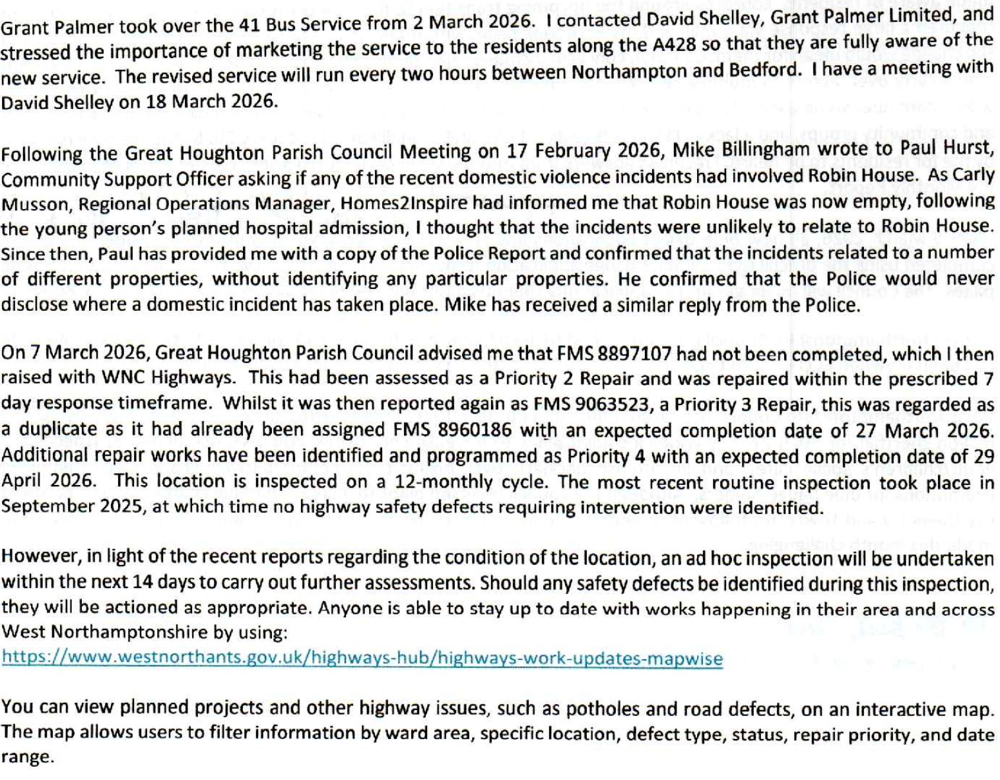 Grant Palmer took over the 41 Bus Service from 2 March 2026.  I contacted David Shelley, Grant Palmer Limited, and
stressed the importance of marketing the service to the residents along the A428 so that they are fully aware of the
new service.  The revised service will run every two hours between Northampton and Bedford.  I have a meeting with
David Shelley on 18 March 2026.

Following the Great Houghton Parish Council Meeting on 17 February 2026, Mike Billingham wrote to Paul Hurst,
Community Support Officer asking if any of the recent domestic violence incidents had involved Robin House.  As Carly
Musson, Regional Operations Manager, Homes2Inspire had informed me that Robin House was now empty, following
the young person's planned hospital admission, I thought that the incidents were unlikely to relate to Robin House.
Since then, Paul has provided me with a copy of the Police Report and confirmed that the incidents related to a number
of different properties, without identifying any particular properties. He confirmed that the Police would never
disclose where a domestic incident has taken place. Mike has received a similar reply from the Police.

On 7 March 2026, Great Houghton Parish Council advised me that FMS 8897107 had not been completed, which I then
raised with WNC Highways.  This had been assessed as a Priority 2 Repair and was repaired within the prescribed 7
day response timeframe.  Whilst it was then reported again as FMS 9063523, a Priority 3 Repair, this was regarded as
a duplicate as it had already been assigned FMS 8960186 with an expected completion date of 27 March 2026.
Additional repair works have been identified and programmed as Priority 4 with an expected completion date of 29
April 2026.  This location is inspected on a 12-monthly cycle. The most recent routine inspection took place in
September 2025, at which time no highway safety defects requiring intervention were identified.

However, in light of the recent reports regarding the condition of the location, an ad hoc inspection will be undertaken
within the next 14 days to carry out further assessments. Should any safety defects be identified during this inspection,
they will be actioned as appropriate. Anyone is able to stay up to date with works happening in their area and across
West Northamptonshire by using:
https://www.westnorthants.gov.uk/highways-hub/highways-work-updates-mapwise

You can view planned projects and other highway issues, such as potholes and road defects, on an interactive map.
The map allows users to filter information by ward area, specific location, defect type, status, repair priority, and date
range.